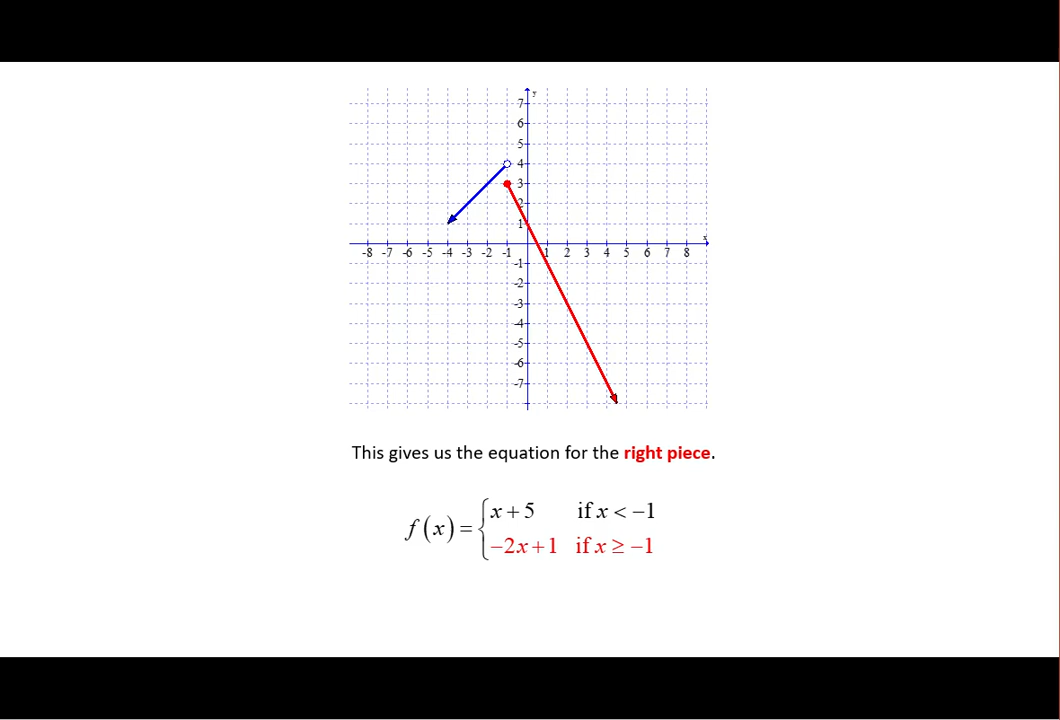 y
7
6
5
4
3
2
1
x
-8 -7 -6 -5 -4 -3 -2 -1 1 2 3 4 5 6 7 8
-1
-2
-3
-4
-5
-6
-7
This gives us the equation for the right piece.
f(x) = { x + 5 if x < −1
−2x + 1 if x ≥ −1